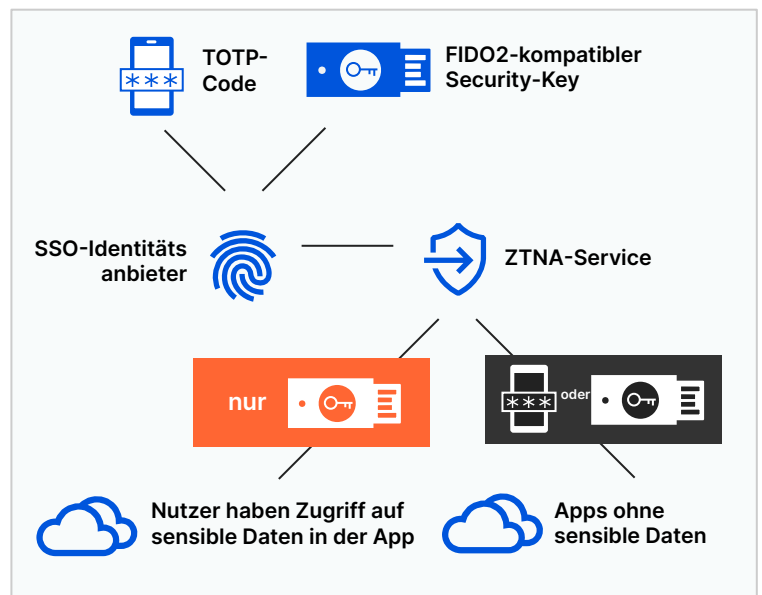 TOTP-
Code
FIDO2-kompatibler
Security-Key
***
SSO-Identitäts
anbieter
ZTNA-Service
nur
***
oder
Nutzer haben Zugriff auf
sensible Daten in der App
Apps ohne
sensible Daten